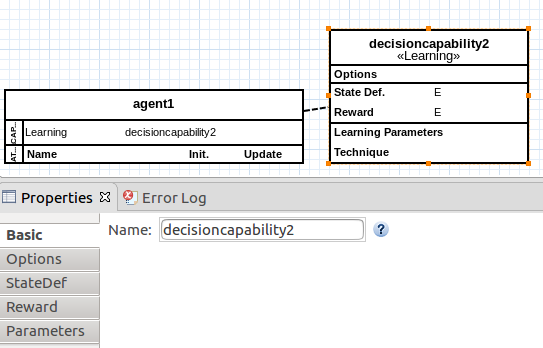 decisioncapability2
«Learning»
Options
State Def. E
Reward E
Learning Parameters
Technique
agent1
CAP...
Learning decisioncapability2
AT...
Name Init. Update
Properties Error Log
Basic
Name: decisioncapability2 ?
Options
StateDef
Reward
Parameters